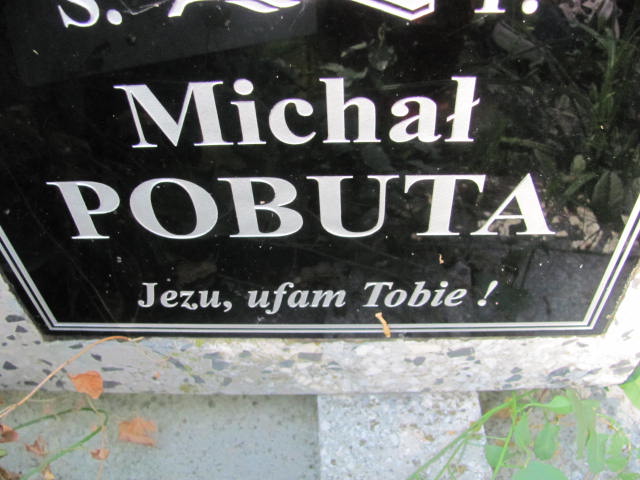 Ś. P.
Michał
POBUTA
Jezu, ufam Tobie !